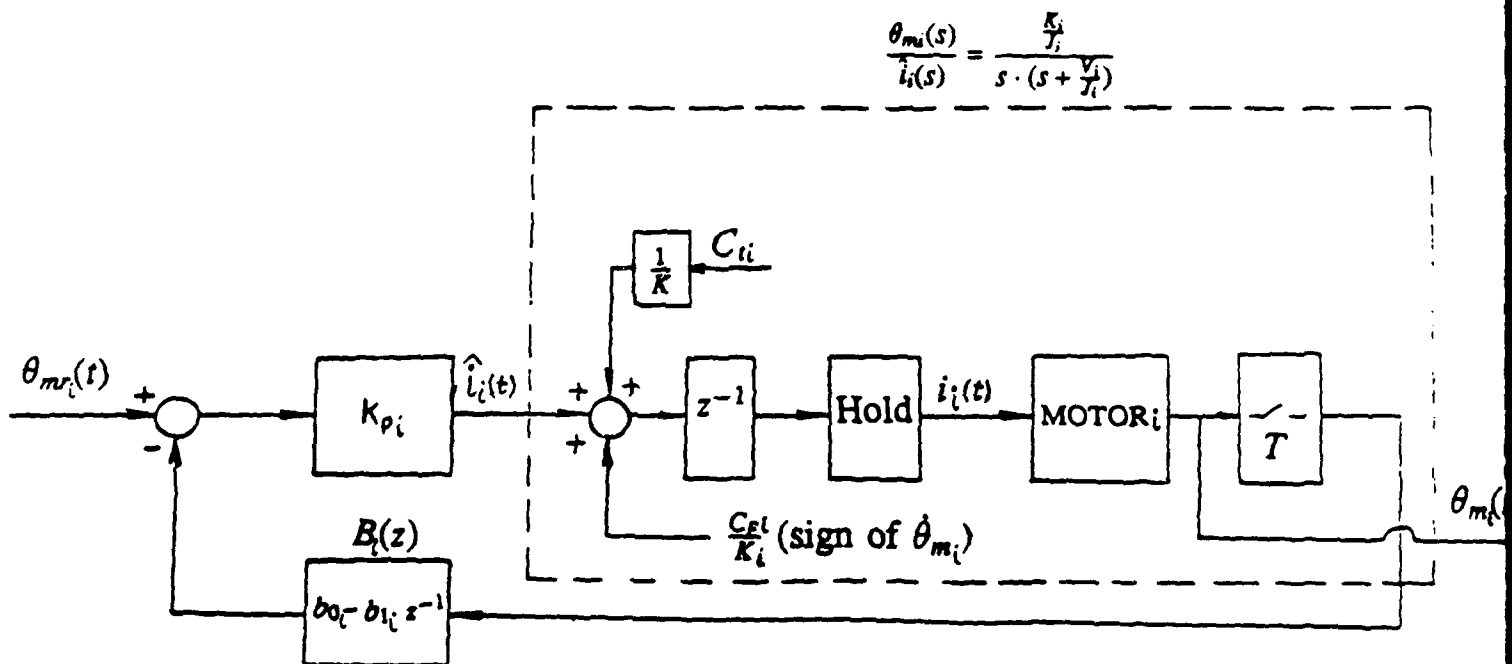 θmi(s) / îi(s) = (Ki/Ji) / (s · (s + Vi/Ji))
1/K
Cti
θmri(t)
+
-
Kpi
îi(t)
+
+
+
z⁻¹
Hold
ii(t)
MOTORi
T
θmi(
CFi/Ki (sign of θ̇mi)
Bi(z)
b0i - b1i z⁻¹